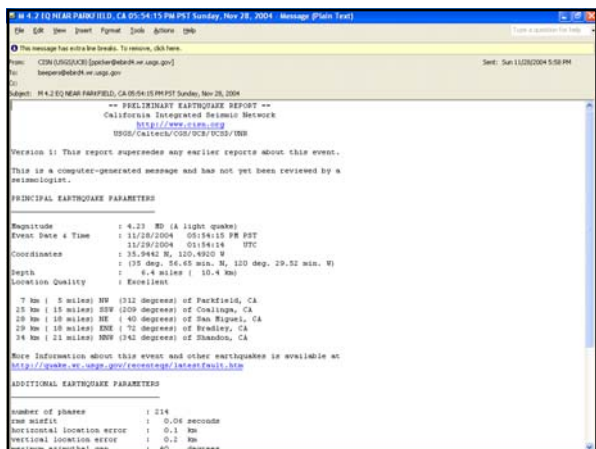 M 4.2 EQ NEAR PARKFIELD, CA 05:54:15 PM PST Sunday, Nov 28, 2004 - Message (Plain Text)
File Edit View Insert Format Tools Actions Help
Type a question for help
This message has extra line breaks. To remove, click here.
From: CISN (USGS/UCB) [ppicker@ebird4.wr.usgs.gov] Sent: Sun 11/28/2004 5:58 PM
To: beepers@ebird4.wr.usgs.gov
Cc:
Subject: M 4.2 EQ NEAR PARKFIELD, CA 05:54:15 PM PST Sunday, Nov 28, 2004
== PRELIMINARY EARTHQUAKE REPORT ==
California Integrated Seismic Network
http://www.cisn.org
USGS/Caltech/CGS/UCB/UCSD/UNR
Version 1: This report supersedes any earlier reports about this event.
This is a computer-generated message and has not yet been reviewed by a
seismologist.
PRINCIPAL EARTHQUAKE PARAMETERS
Magnitude : 4.23 MD (A light quake)
Event Date & Time : 11/28/2004 05:54:15 PM PST
11/29/2004 01:54:16 UTC
Coordinates : 35.9442 N, 120.4920 W
: (35 deg. 56.65 min. N, 120 deg. 29.52 min. W)
Depth : 6.4 miles ( 10.4 km)
Location Quality : Excellent
7 km ( 5 miles) NW (312 degrees) of Parkfield, CA
25 km ( 15 miles) SSW (209 degrees) of Coalinga, CA
28 km ( 18 miles) NE ( 40 degrees) of San Miguel, CA
29 km ( 18 miles) ENE ( 72 degrees) of Bradley, CA
34 km ( 21 miles) NNW (342 degrees) of Shandon, CA
More Information about this event and other earthquakes is available at
http://quake.wr.usgs.gov/recenteqs/latestfault.htm
ADDITIONAL EARTHQUAKE PARAMETERS
number of phases : 214
rms misfit : 0.06 seconds
horizontal location error : 0.1 km
vertical location error : 0.2 km
maximum azimuthal gap : 60 degrees